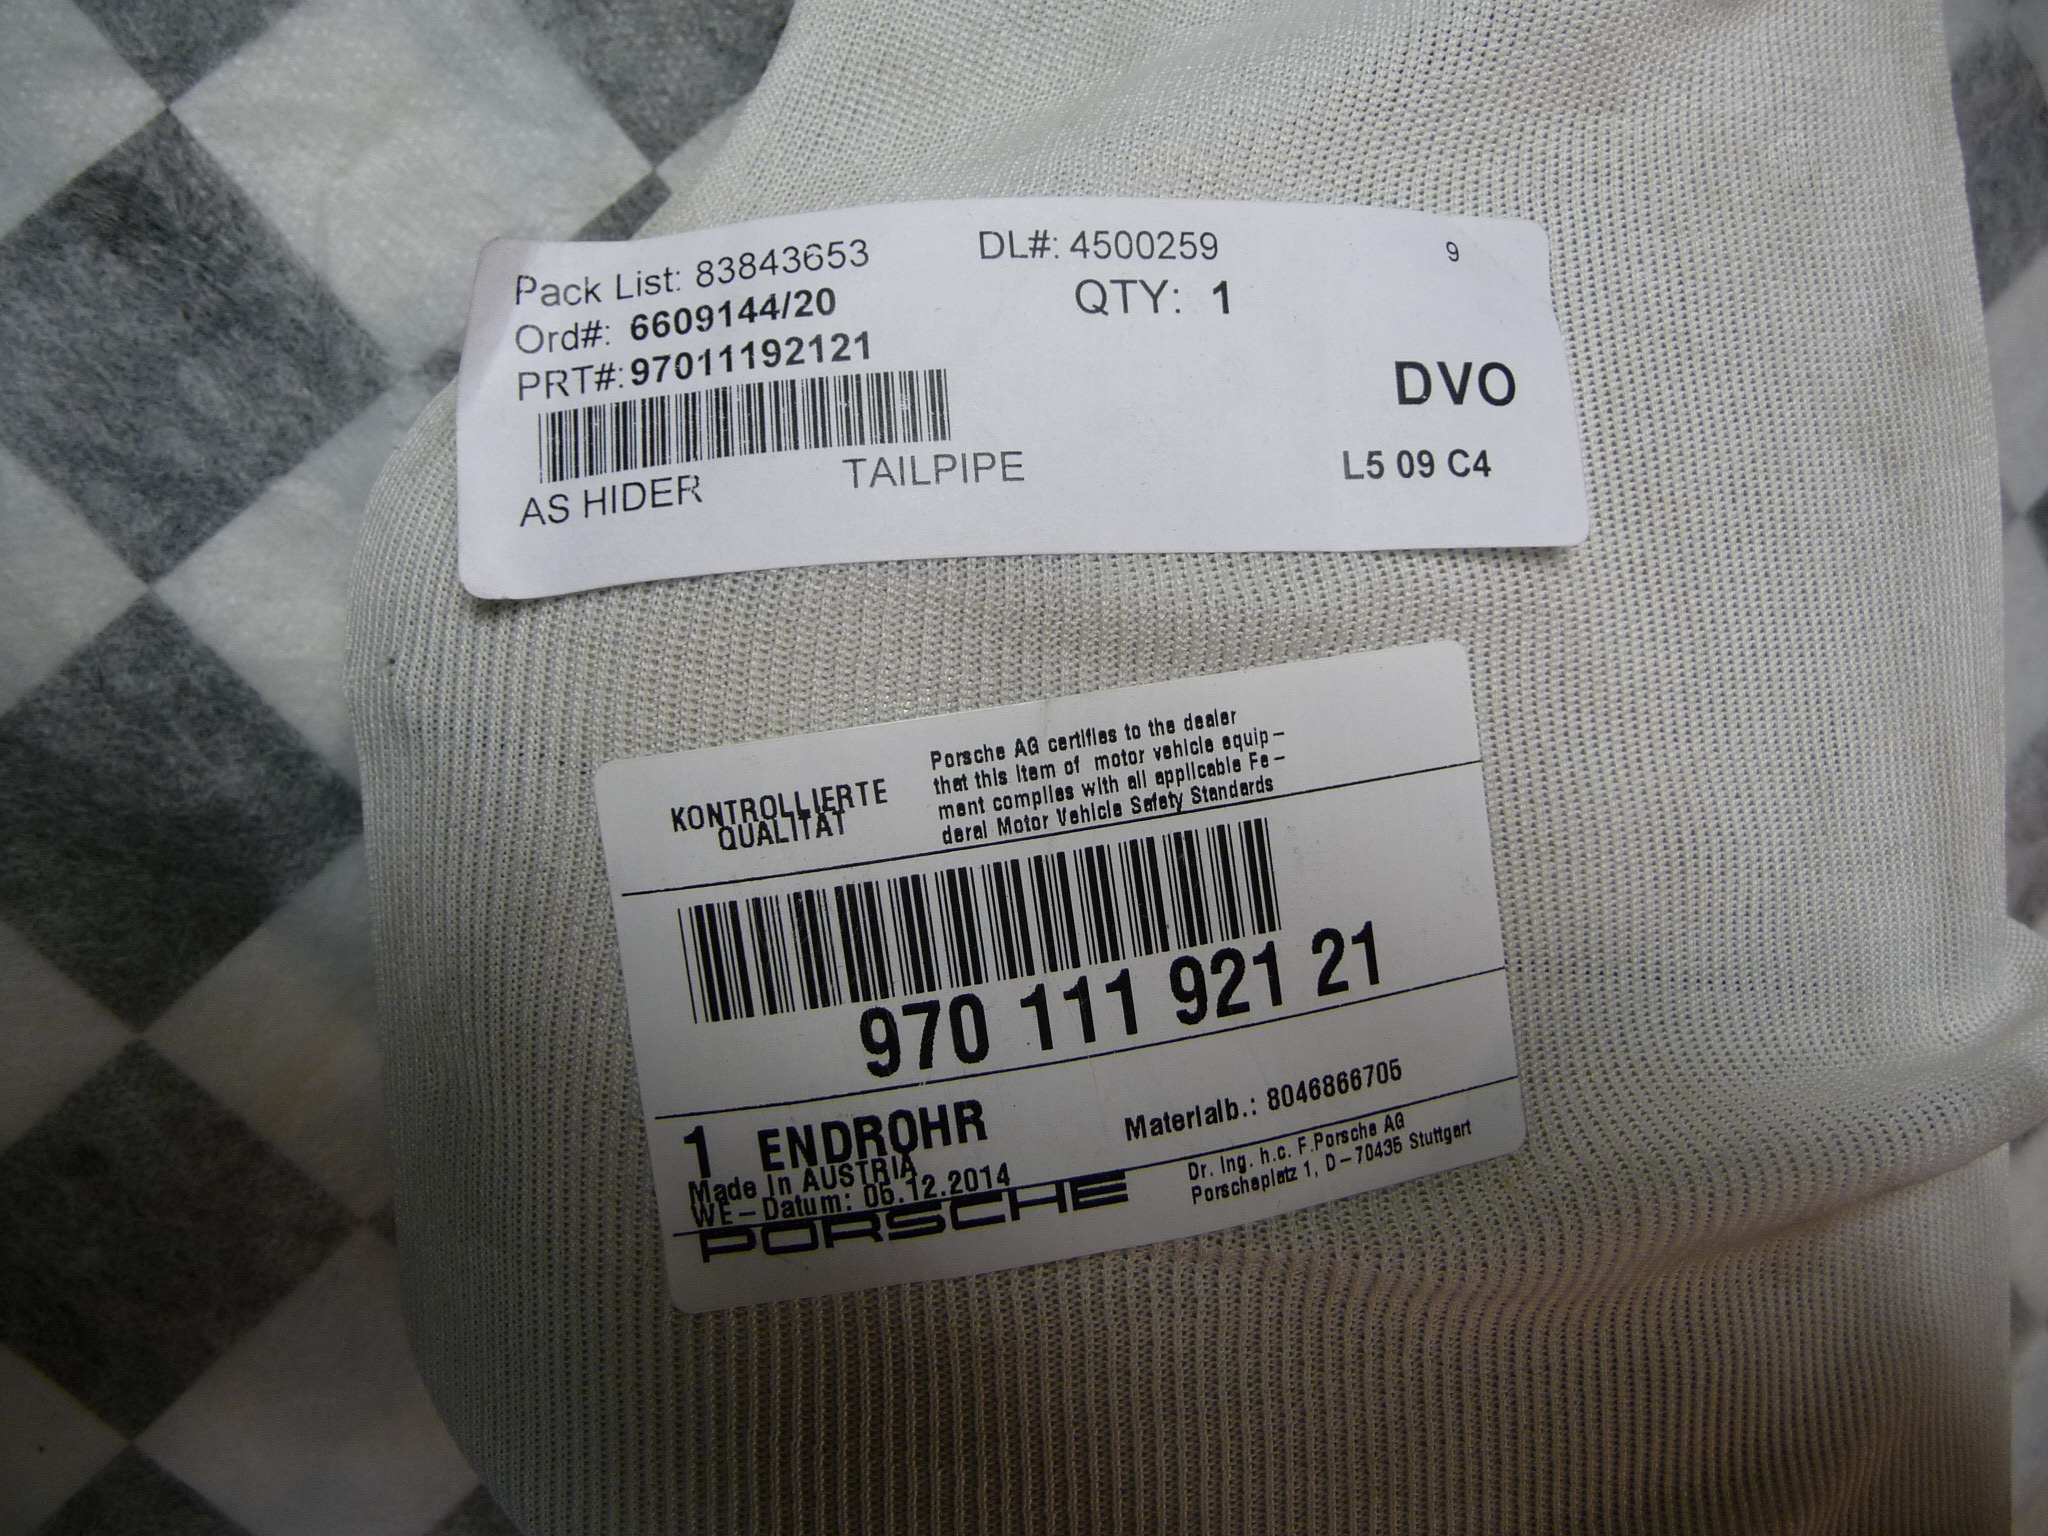 Pack List: 83843653 DL#: 4500259 9
Ord#: 6609144/20 QTY: 1
PRT#: 97011192121
DVO
AS HIDER TAILPIPE L5 09 C4
KONTROLLIERTE
QUALITÄT
Porsche AG certifies to the dealer
that this item of motor vehicle equip-
ment complies with all applicable Fe-
deral Motor Vehicle Safety Standards
970 111 921 21
1 ENDROHR
Materialb.: 8046866705
Made in AUSTRIA
WE-Datum: 05.12.2014
PORSCHE
Dr. Ing. h.c. F.Porsche AG
Porscheplatz 1, D-70435 Stuttgart